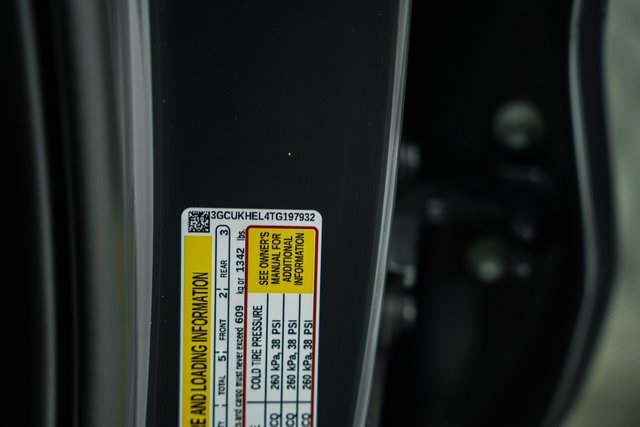 3GCUKHEL4TG197932
RE AND LOADING INFORMATION
TOTAL 5 FRONT 2 REAR 3
and cargo must never exceed 609 kg or 1342 lbs.
COLD TIRE PRESSURE
260 kPa, 38 PSI
260 kPa, 38 PSI
260 kPa, 38 PSI
SEE OWNER'S
MANUAL FOR
ADDITIONAL
INFORMATION